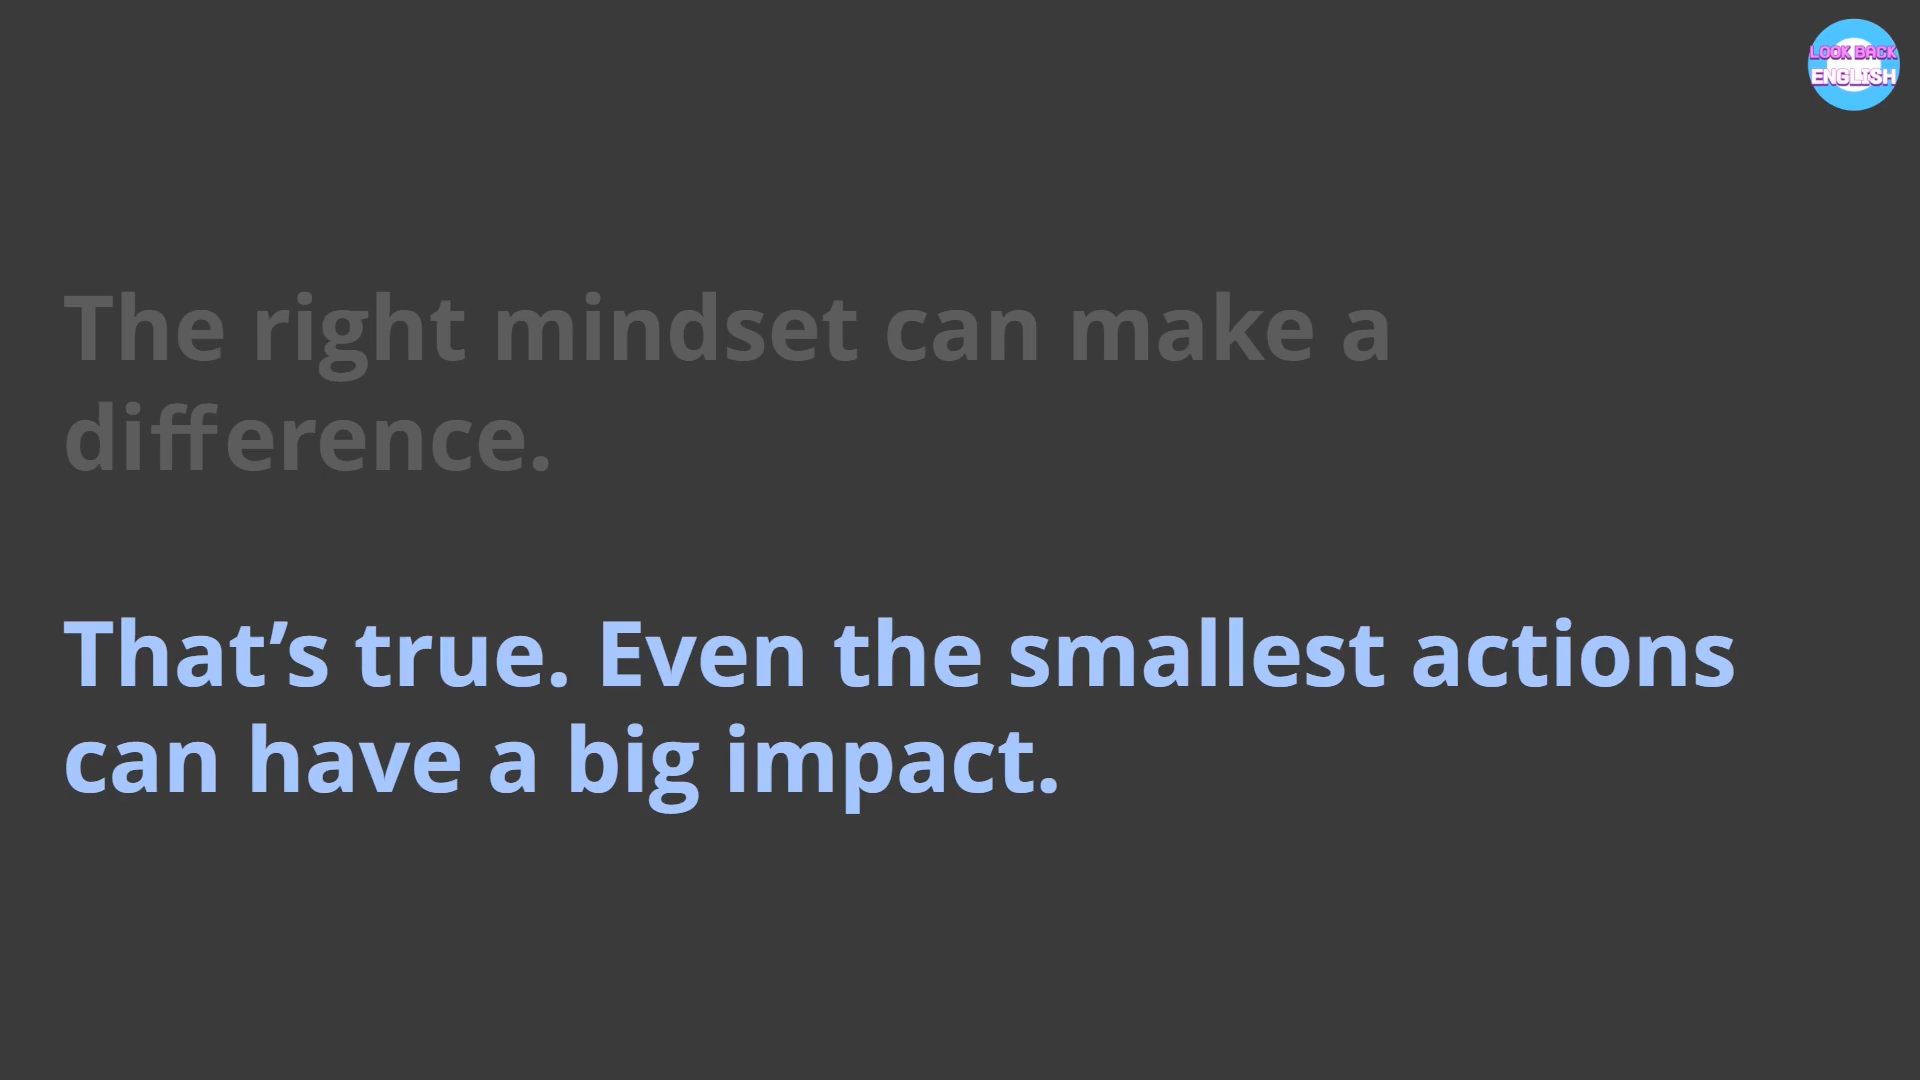 LOOK BACK
ENGLISH
The right mindset can make a
difference.
That’s true. Even the smallest actions
can have a big impact.